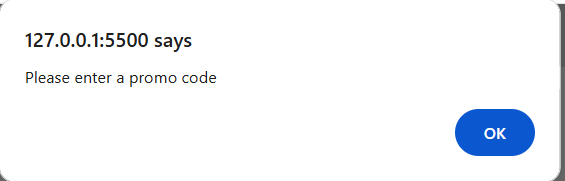 127.0.0.1:5500 says
Please enter a promo code
OK